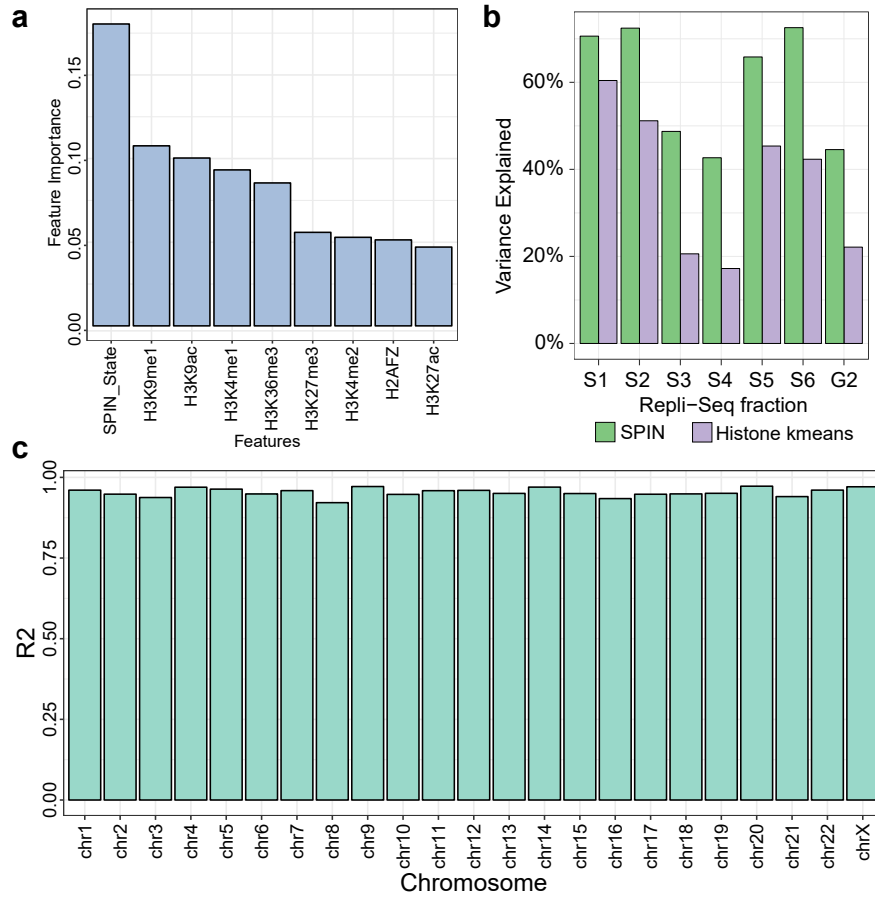 a
Feature Importance
0.15
0.10
0.05
0.00
SPIN_State
H3K9me1
H3K9ac
H3K4me1
H3K36me3
H3K27me3
H3K4me2
H2AFZ
H3K27ac
Features
b
Variance Explained
60%
40%
20%
0%
S1 S2 S3 S4 S5 S6 G2
Repli−Seq fraction
SPIN Histone kmeans
c
R2
1.00
0.75
0.50
0.25
0.00
chr1
chr2
chr3
chr4
chr5
chr6
chr7
chr8
chr9
chr10
chr11
chr12
chr13
chr14
chr15
chr16
chr17
chr18
chr19
chr20
chr21
chr22
chrX
Chromosome